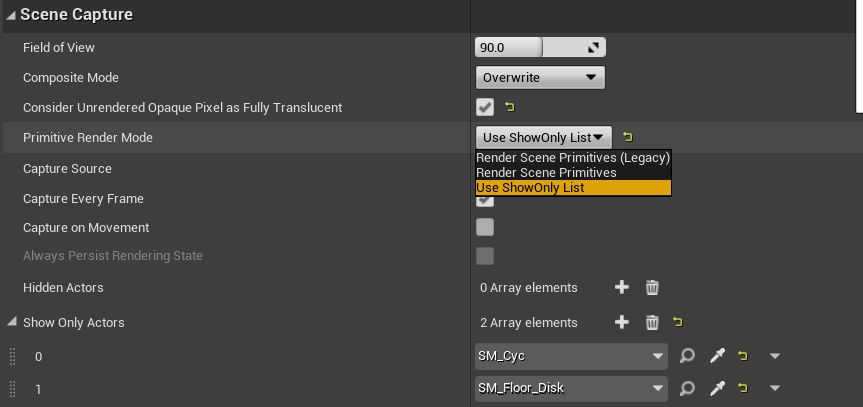 Scene Capture
Field of View 90.0
Composite Mode Overwrite
Consider Unrendered Opaque Pixel as Fully Translucent
Primitive Render Mode Use ShowOnly List
Render Scene Primitives (Legacy)
Capture Source Render Scene Primitives
Use ShowOnly List
Capture Every Frame
Capture on Movement
Always Persist Rendering State
Hidden Actors 0 Array elements
Show Only Actors 2 Array elements
0 SM_Cyc
1 SM_Floor_Disk